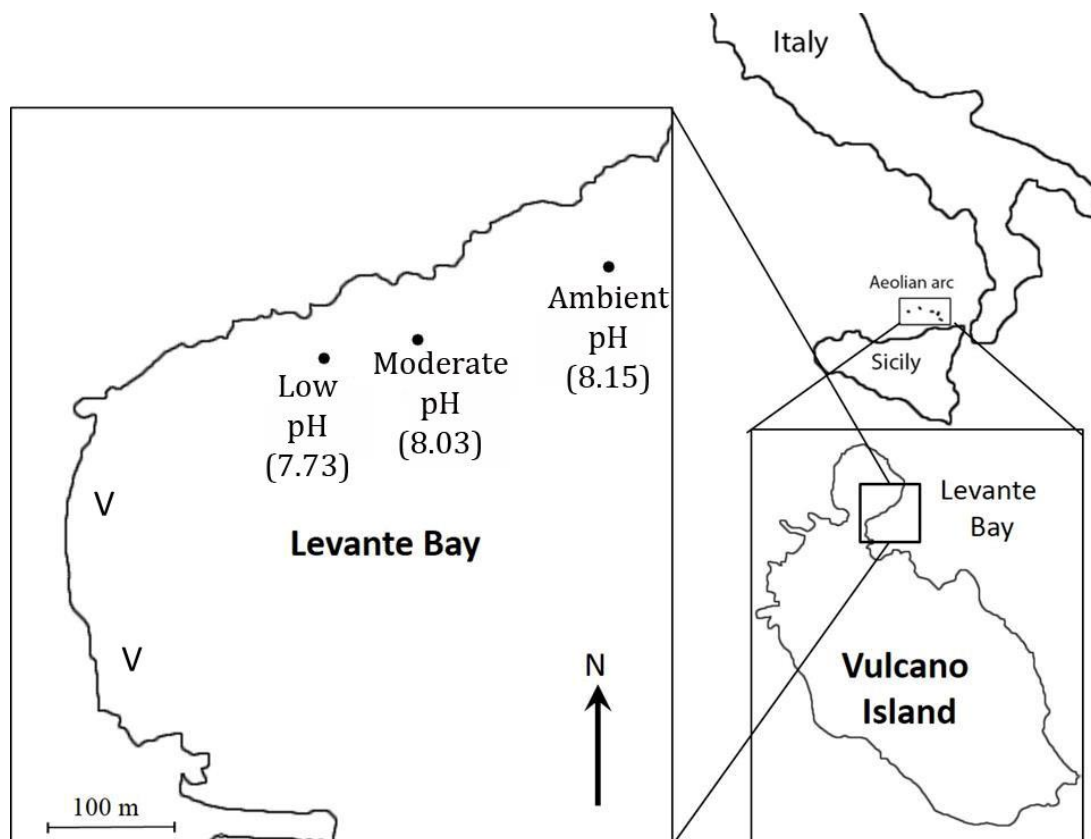 Italy
Aeolian arc
Sicily
Ambient
pH
(8.15)
Moderate
pH
(8.03)
Low
pH
(7.73)
V
Levante Bay
V
N
100 m
Levante
Bay
Vulcano
Island